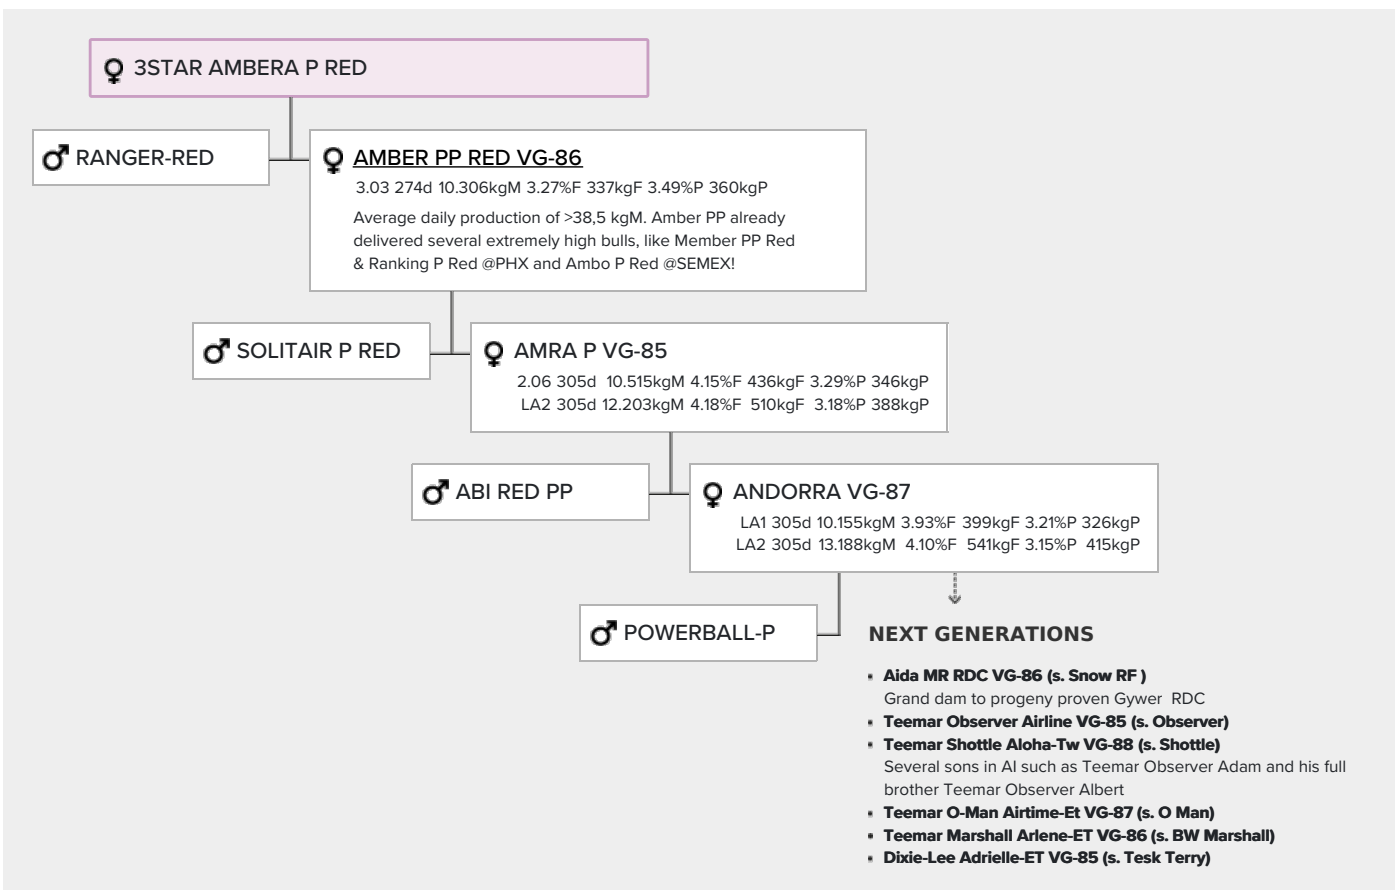 3STAR AMBERA P RED
RANGER-RED
AMBER PP RED VG-86
3.03 274d 10.306kgM 3.27%F 337kgF 3.49%P 360kgP
Average daily production of >38,5 kgM. Amber PP already
delivered several extremely high bulls, like Member PP Red
& Ranking P Red @PHX and Ambo P Red @SEMEX!
SOLITAIR P RED
AMRA P VG-85
2.06 305d 10.515kgM 4.15%F 436kgF 3.29%P 346kgP
LA2 305d 12.203kgM 4.18%F 510kgF 3.18%P 388kgP
ABI RED PP
ANDORRA VG-87
LA1 305d 10.155kgM 3.93%F 399kgF 3.21%P 326kgP
LA2 305d 13.188kgM 4.10%F 541kgF 3.15%P 415kgP
POWERBALL-P
NEXT GENERATIONS
Aida MR RDC VG-86 (s. Snow RF )
Grand dam to progeny proven Gywer RDC
Teemar Observer Airline VG-85 (s. Observer)
Teemar Shottle Aloha-Tw VG-88 (s. Shottle)
Several sons in AI such as Teemar Observer Adam and his full
brother Teemar Observer Albert
Teemar O-Man Airtime-Et VG-87 (s. O Man)
Teemar Marshall Arlene-ET VG-86 (s. BW Marshall)
Dixie-Lee Adrielle-ET VG-85 (s. Tesk Terry)